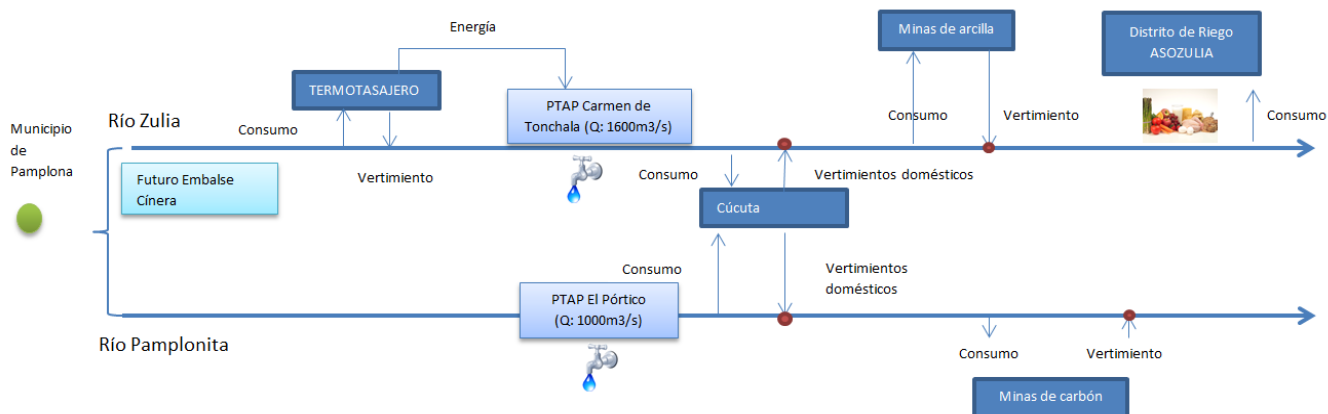 Energía
Minas de arcilla
Distrito de Riego
ASOZULIA
TERMOTASAJERO
PTAP Carmen de
Tonchala (Q: 1600m3/s)
Municipio
de
Pamplona
Río Zulia
Consumo
Consumo
Vertimiento
Consumo
Futuro Embalse
Cínera
Vertimiento
Consumo
Vertimientos domésticos
Cúcuta
Consumo
Vertimientos
domésticos
PTAP El Pórtico
(Q: 1000m3/s)
Río Pamplonita
Consumo
Vertimiento
Minas de carbón